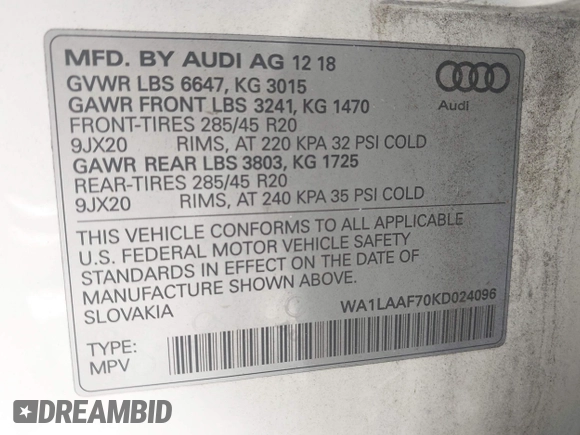 MFD. BY AUDI AG 12 18
GVWR LBS 6647, KG 3015
GAWR FRONT LBS 3241, KG 1470
FRONT-TIRES 285/45 R20
9JX20 RIMS, AT 220 KPA 32 PSI COLD
GAWR REAR LBS 3803, KG 1725
REAR-TIRES 285/45 R20
9JX20 RIMS, AT 240 KPA 35 PSI COLD
Audi
THIS VEHICLE CONFORMS TO ALL APPLICABLE
U.S. FEDERAL MOTOR VEHICLE SAFETY
STANDARDS IN EFFECT ON THE DATE OF
MANUFACTURE SHOWN ABOVE.
SLOVAKIA
WA1LAAF70KD024096
TYPE:
MPV
DREAMBID